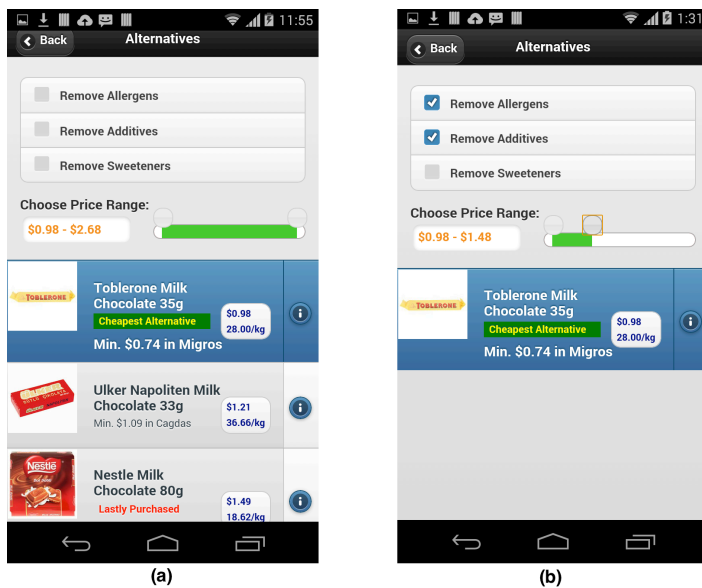 11:55
Back
Alternatives
Remove Allergens
Remove Additives
Remove Sweeteners
Choose Price Range:
$0.98 - $2.68
TOBLERONE
Toblerone Milk
Chocolate 35g
Cheapest Alternative
Min. $0.74 in Migros
$0.98
28.00/kg
Ulker Napoliten Milk
Chocolate 33g
Min. $1.09 in Cagdas
$1.21
36.66/kg
Nestle
Nestle Milk
Chocolate 80g
Lastly Purchased
$1.49
18.62/kg
(a)
1:31
Back
Alternatives
Remove Allergens
Remove Additives
Remove Sweeteners
Choose Price Range:
$0.98 - $1.48
TOBLERONE
Toblerone Milk
Chocolate 35g
Cheapest Alternative
Min. $0.74 in Migros
$0.98
28.00/kg
(b)